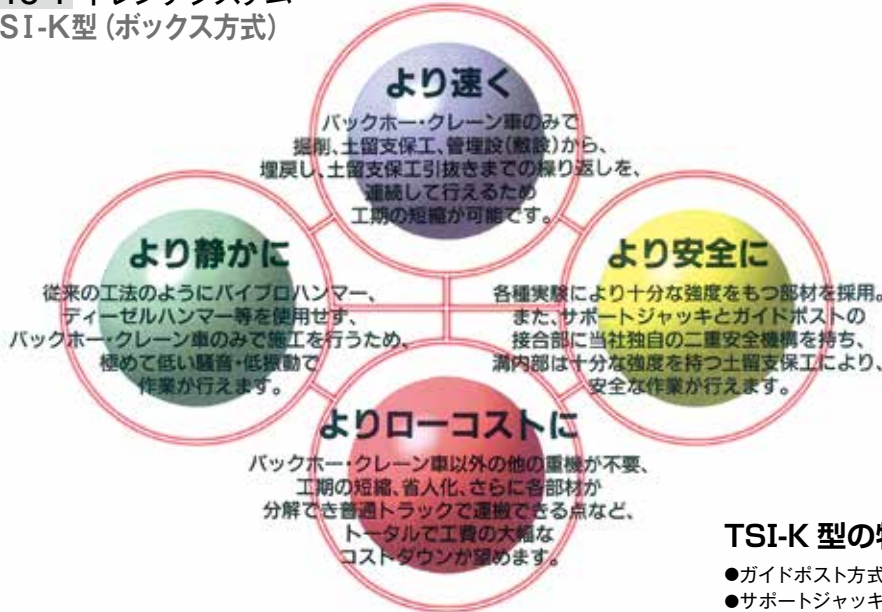 トレンチシステム
SI-K型(ボックス方式)
より速く
バックホー・クレーン車のみで
掘削、土留支保工、管埋設(敷設)から、
埋戻し、土留支保工引抜きまでの繰り返しを、
連続して行えるため
工期の短縮が可能です。
より静かに
従来の工法のようにバイブロハンマー、
ディーゼルハンマー等を使用せず、
バックホー・クレーン車のみで施工を行うため、
極めて低い騒音・低振動で
作業が行えます。
より安全に
各種実験により十分な強度をもつ部材を採用。
また、サポートジャッキとガイドポストの
接合部に当社独自の二重安全機構を持ち、
溝内部は十分な強度を持つ土留支保工により、
安全な作業が行えます。
よりローコストに
バックホー・クレーン車以外の他の重機が不要、
工期の短縮、省人化、さらに各部材が
分解でき普通トラックで運搬できる点など、
トータルで工費の大幅な
コストダウンが望めます。
TSI-K 型の
●ガイドポスト方式
●サポートジャッキ